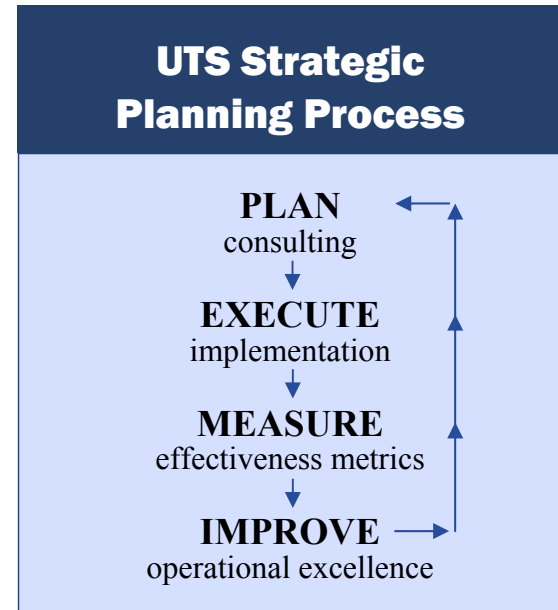 UTS Strategic
Planning Process
PLAN
consulting
EXECUTE
implementation
MEASURE
effectiveness metrics
IMPROVE
operational excellence